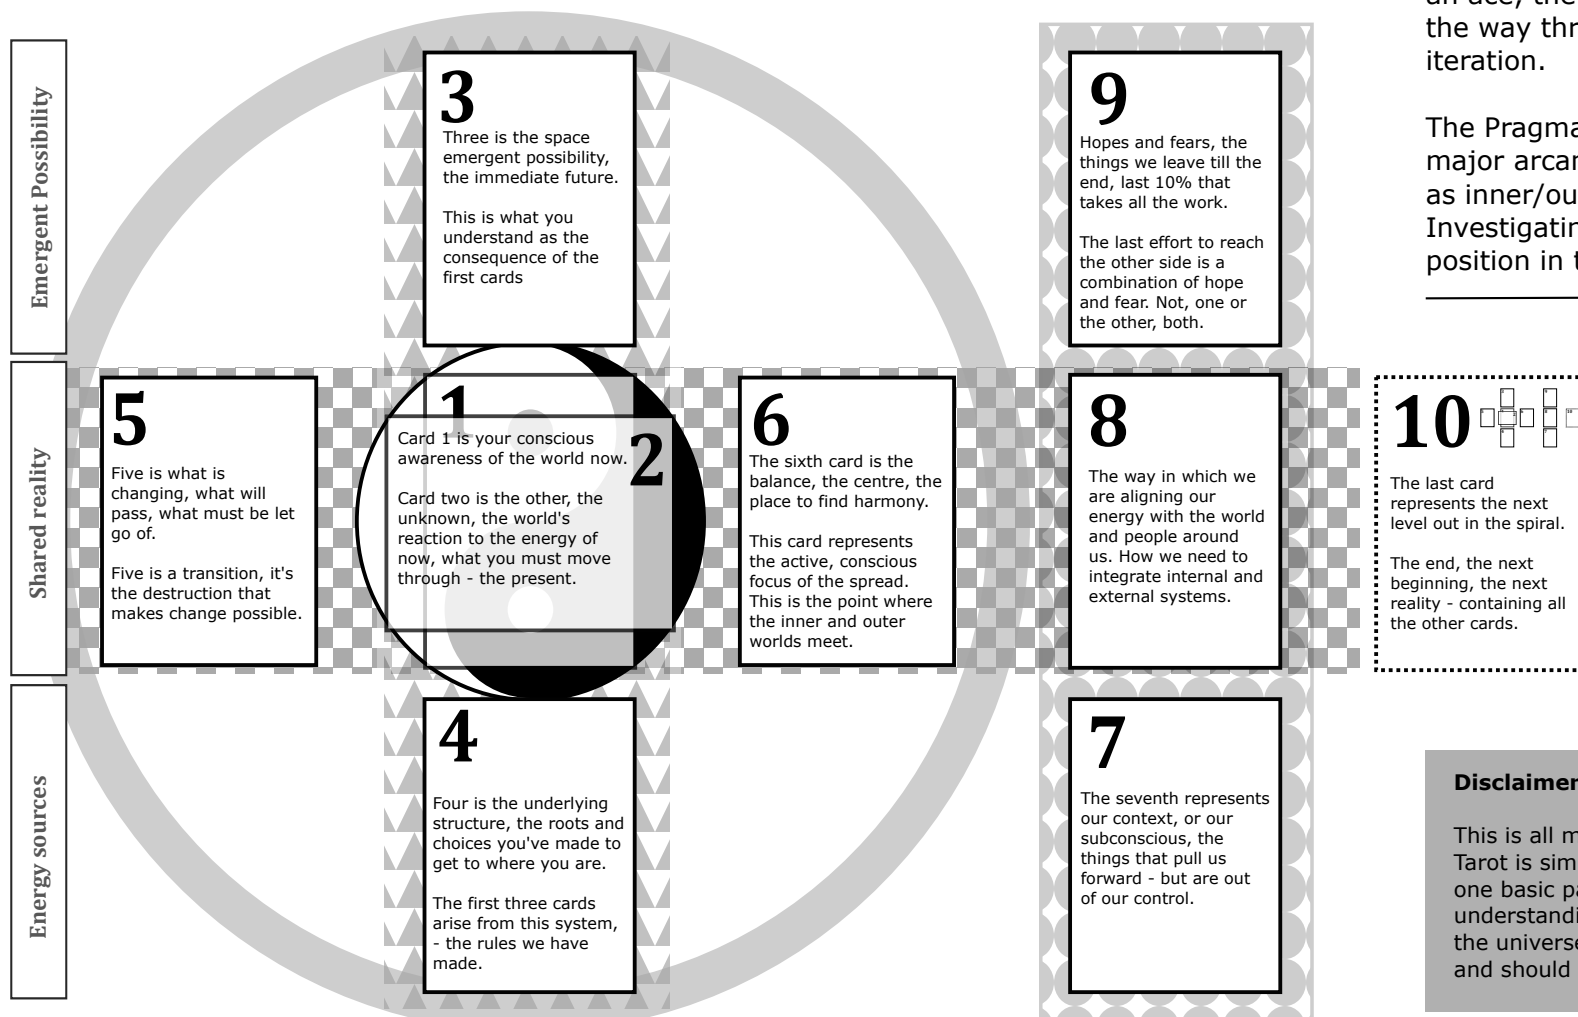 Emergent Possibility
Shared reality
Energy sources
3
Three is the space
emergent possibility,
the immediate future.
This is what you
understand as the
consequence of the
first cards
9
Hopes and fears, the
things we leave till the
end, last 10% that
takes all the work.
The last effort to reach
the other side is a
combination of hope
and fear. Not, one or
the other, both.
the way
iteration.
The
major
as
position in
5
Five is what is
changing, what will
pass, what must be let
go of.
Five is a transition, it's
the destruction that
makes change possible.
1
2
Card 1 is your conscious
awareness of the world now.
Card two is the other, the
unknown, the world's
reaction to the energy of
now, what you must move
through - the present.
6
The sixth card is the
balance, the centre, the
place to find harmony.
This card represents
the active, conscious
focus of the spread.
This is the point where
the inner and outer
worlds meet.
8
The way in which we
are aligning our
energy with the world
and people around
us. How we need to
integrate internal and
external systems.
10
The last card
represents the next
level out in the spiral.
The end, the next
beginning, the next
reality - containing all
the other cards.
4
Four is the underlying
structure, the roots and
choices you've made to
get to where you are.
The first three cards
arise from this system,
- the rules we have
made.
7
The seventh represents
our context, or our
subconscious, the
things that pull us
forward - but are out
of our control.
Disclaimer
This is all
Tarot is
one basic
the
and should